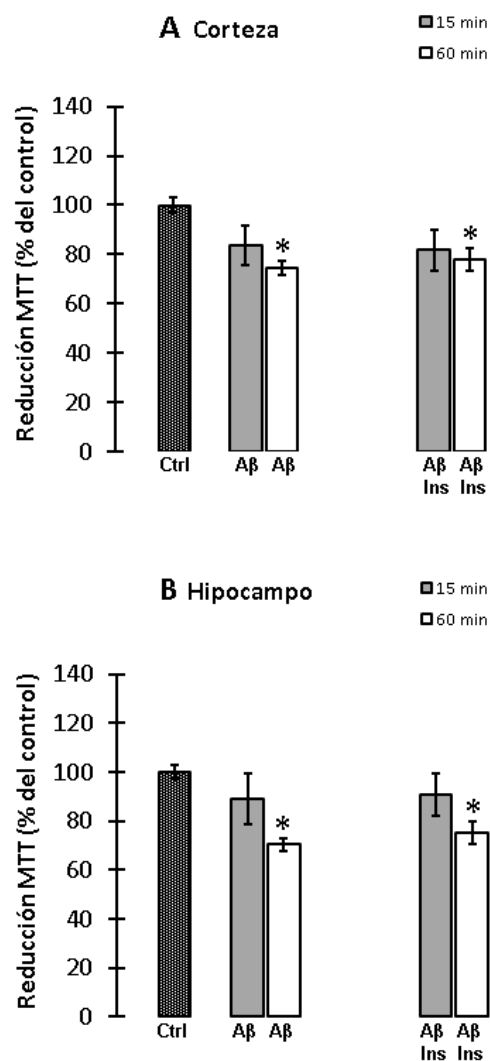 A Corteza
15 min
60 min
Reducción MTT (% del control)
140
120
100
80
60
40
20
0
*
*
Ctrl
Aβ
Aβ
Aβ
Ins
Aβ
Ins
B Hipocampo
15 min
60 min
Reducción MTT (% del control)
140
120
100
80
60
40
20
0
*
*
Ctrl
Aβ
Aβ
Aβ
Ins
Aβ
Ins